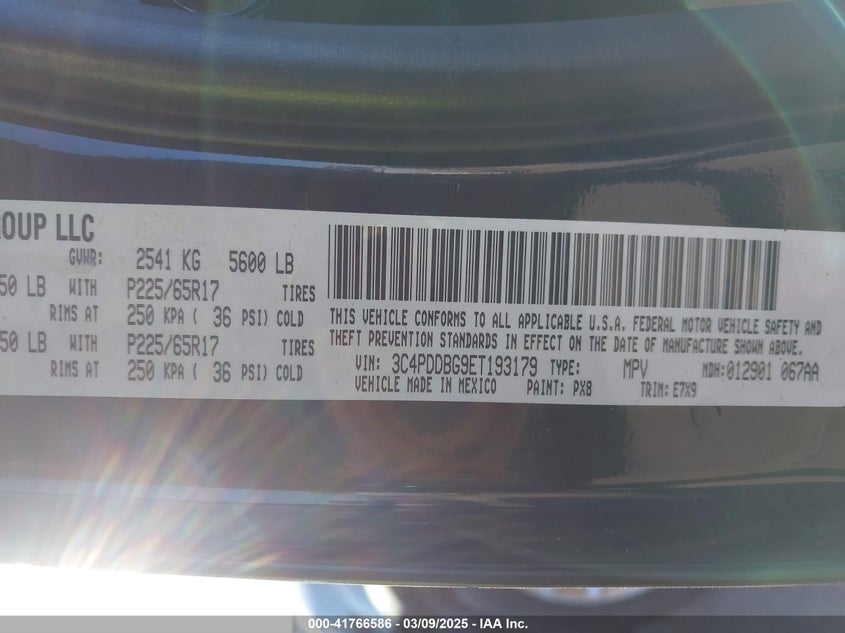 ROUP LLC
GVWR: 2541 KG 5600 LB
50 LB WITH P225/65R17 TIRES
RIMS AT 250 KPA ( 36 PSI) COLD
50 LB WITH P225/65R17 TIRES
RIMS AT 250 KPA ( 36 PSI) COLD
THIS VEHICLE CONFORMS TO ALL APPLICABLE U.S.A. FEDERAL MOTOR VEHICLE SAFETY AND
THEFT PREVENTION STANDARDS IN EFFECT ON THE DATE OF MANUFACTURE SHOWN ABOVE.
VIN: 3C4PDDBG9ET193179 TYPE: MPV MDH:012901 067AA
VEHICLE MADE IN MEXICO PAINT: PX8 TRIM: E7X9
000-41766586 - 03/09/2025 - IAA Inc.